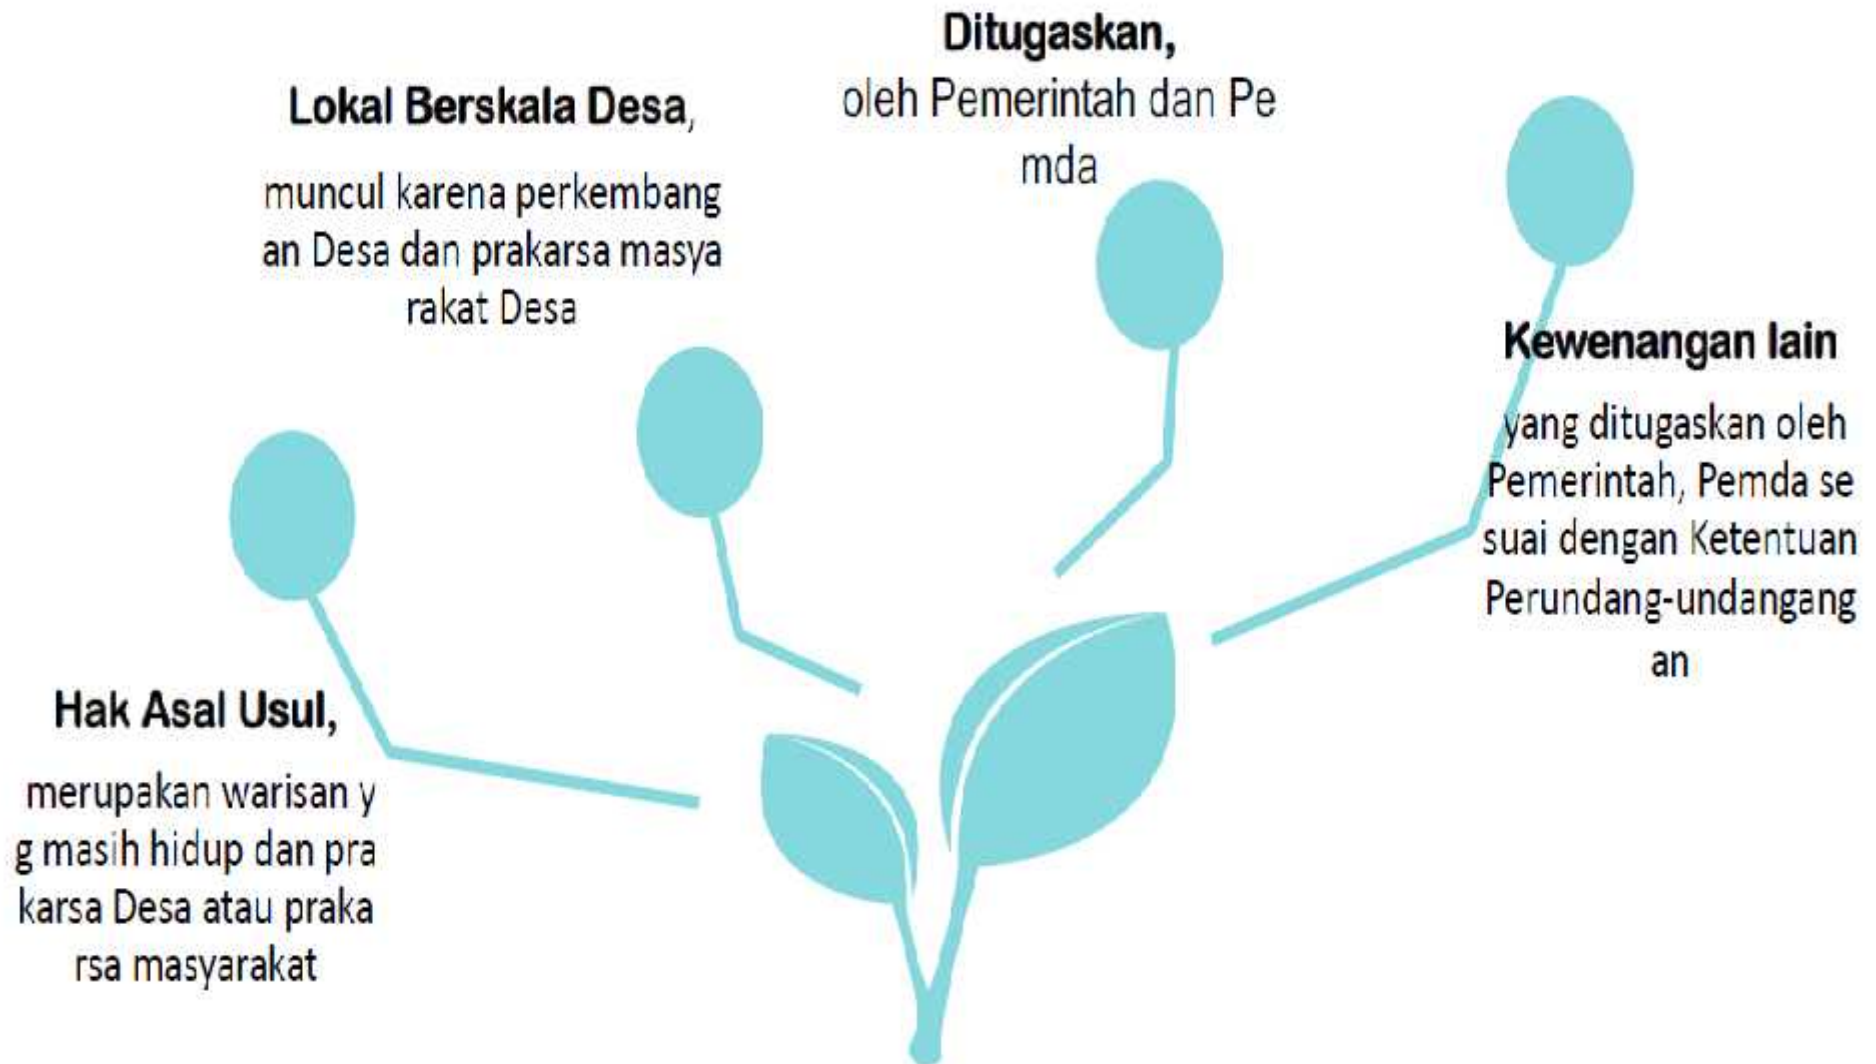 Hak Asal Usul,
merupakan warisan y
g masih hidup dan pra
karsa Desa atau praka
rsa masyarakat
Lokal Berskala Desa,
muncul karena perkembang
an Desa dan prakarsa masya
rakat Desa
Ditugaskan,
oleh Pemerintah dan Pe
mda
Kewenangan lain
yang ditugaskan oleh
Pemerintah, Pemda se
suai dengan Ketentuan
Perundang-undangang
an